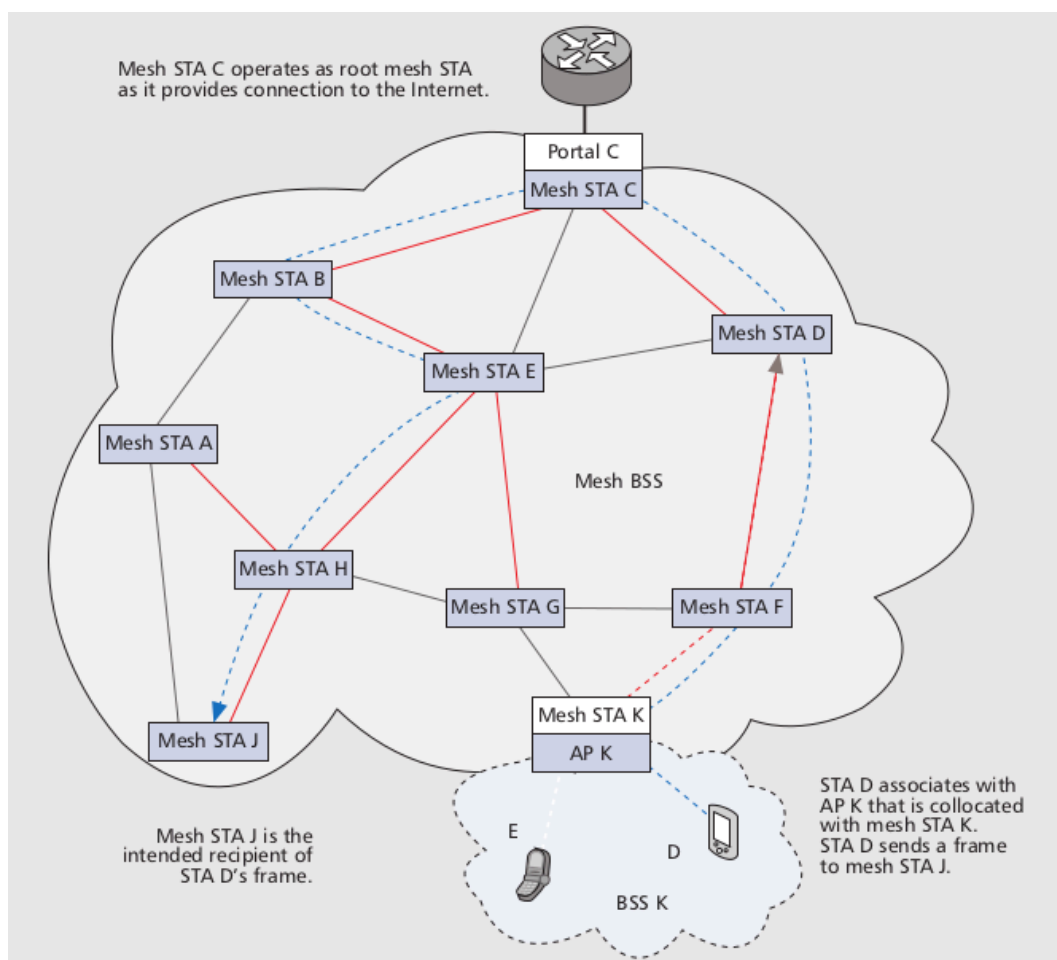 Mesh STA C operates as root mesh STA
as it provides connection to the Internet.
Portal C
Mesh STA C
Mesh STA B
Mesh STA D
Mesh STA E
Mesh STA A
Mesh BSS
Mesh STA H
Mesh STA G
Mesh STA F
Mesh STA K
AP K
Mesh STA J
STA D associates with
AP K that is collocated
with mesh STA K.
STA D sends a frame
to mesh STA J.
Mesh STA J is the
intended recipient of
STA D's frame.
E
D
BSS K